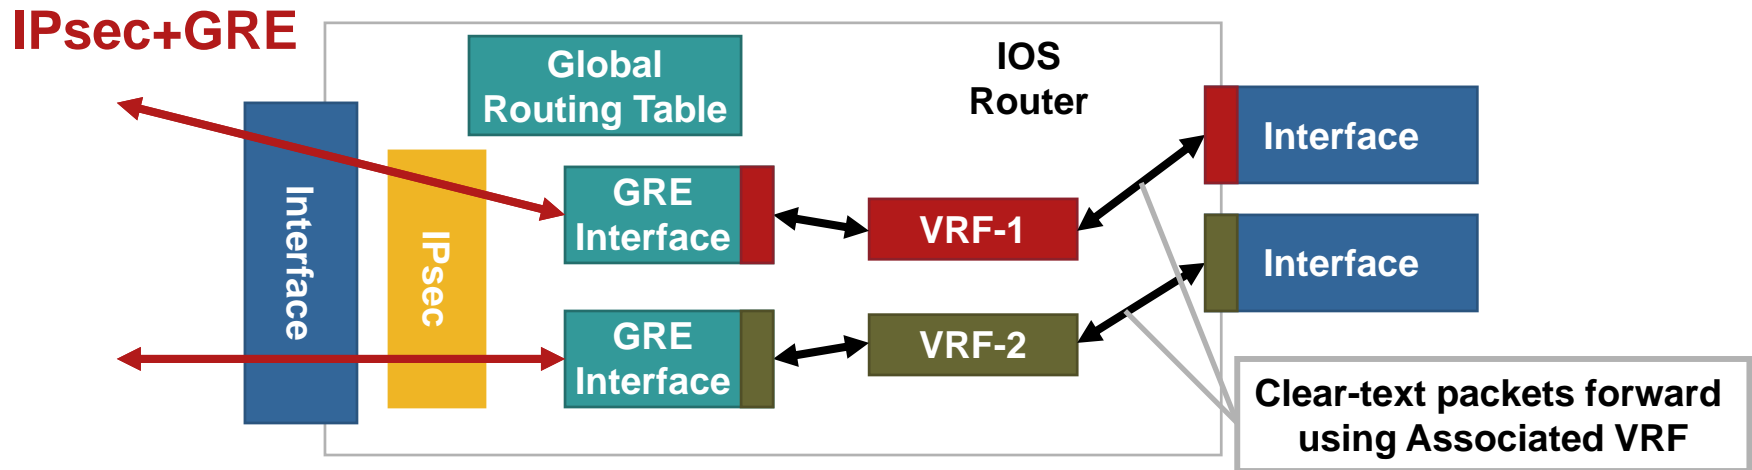 IPsec+GRE
Global
Routing Table
IOS
Router
Interface
IPsec
GRE
Interface
VRF-1
Interface
GRE
Interface
VRF-2
Interface
Clear-text packets forward
using Associated VRF